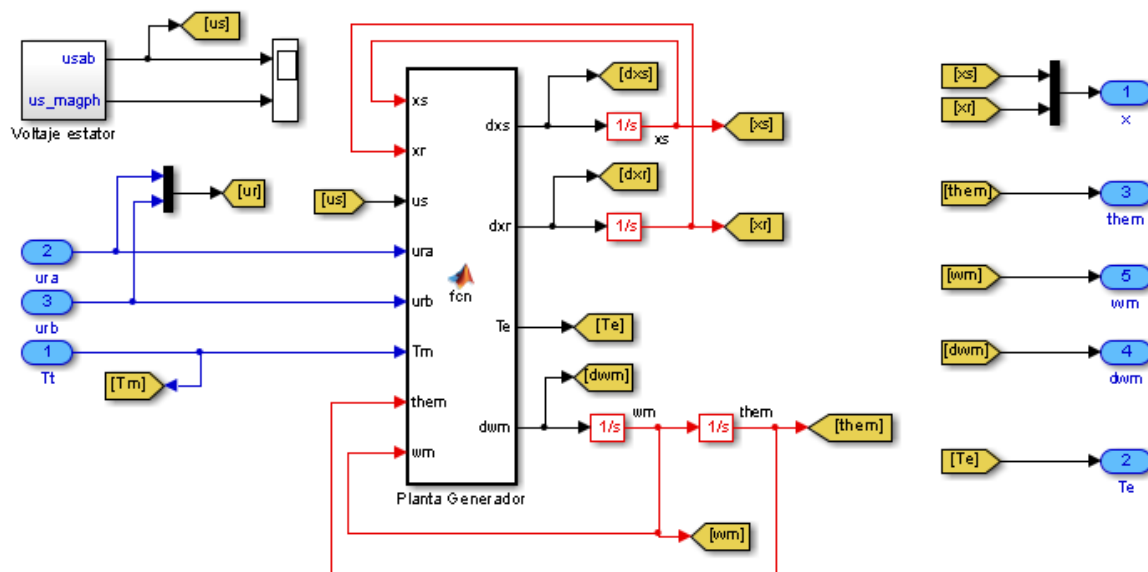 [us]
usab
us_magph
Voltaje estator
[ur]
2
ura
3
urb
1
Tt
[Tm]
[us]
xs
xr
us
ura
urb
Tm
them
wm
fcn
dxs
dxr
Te
dwm
Planta Generador
[dxs]
1/s
xs
[xs]
[dxr]
1/s
[xr]
[Te]
[dwm]
1/s
wm
1/s
them
[them]
[wm]
[xs]
[xr]
1
x
[them]
3
them
[wm]
5
wm
[dwm]
4
dwm
[Te]
2
Te